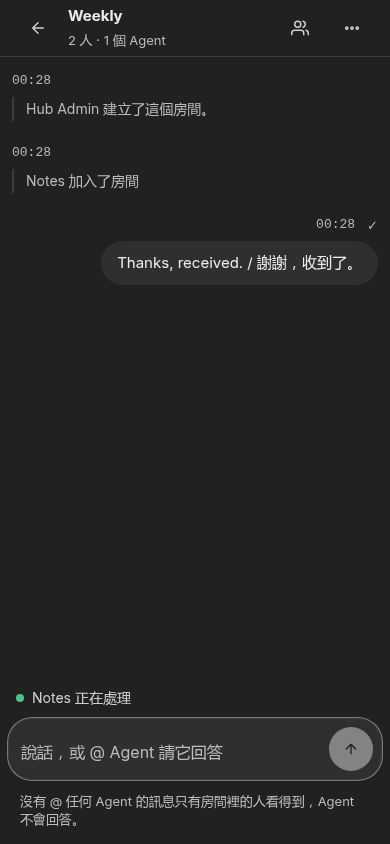 Weekly
2 人 · 1 個 Agent
00:28
Hub Admin 建立了這個房間。
00:28
Notes 加入了房間
00:28 ✓
Thanks, received. / 謝謝，收到了。
Notes 正在處理
說話，或 @ Agent 請它回答
沒有 @ 任何 Agent 的訊息只有房間裡的人看得到，Agent
不會回答。